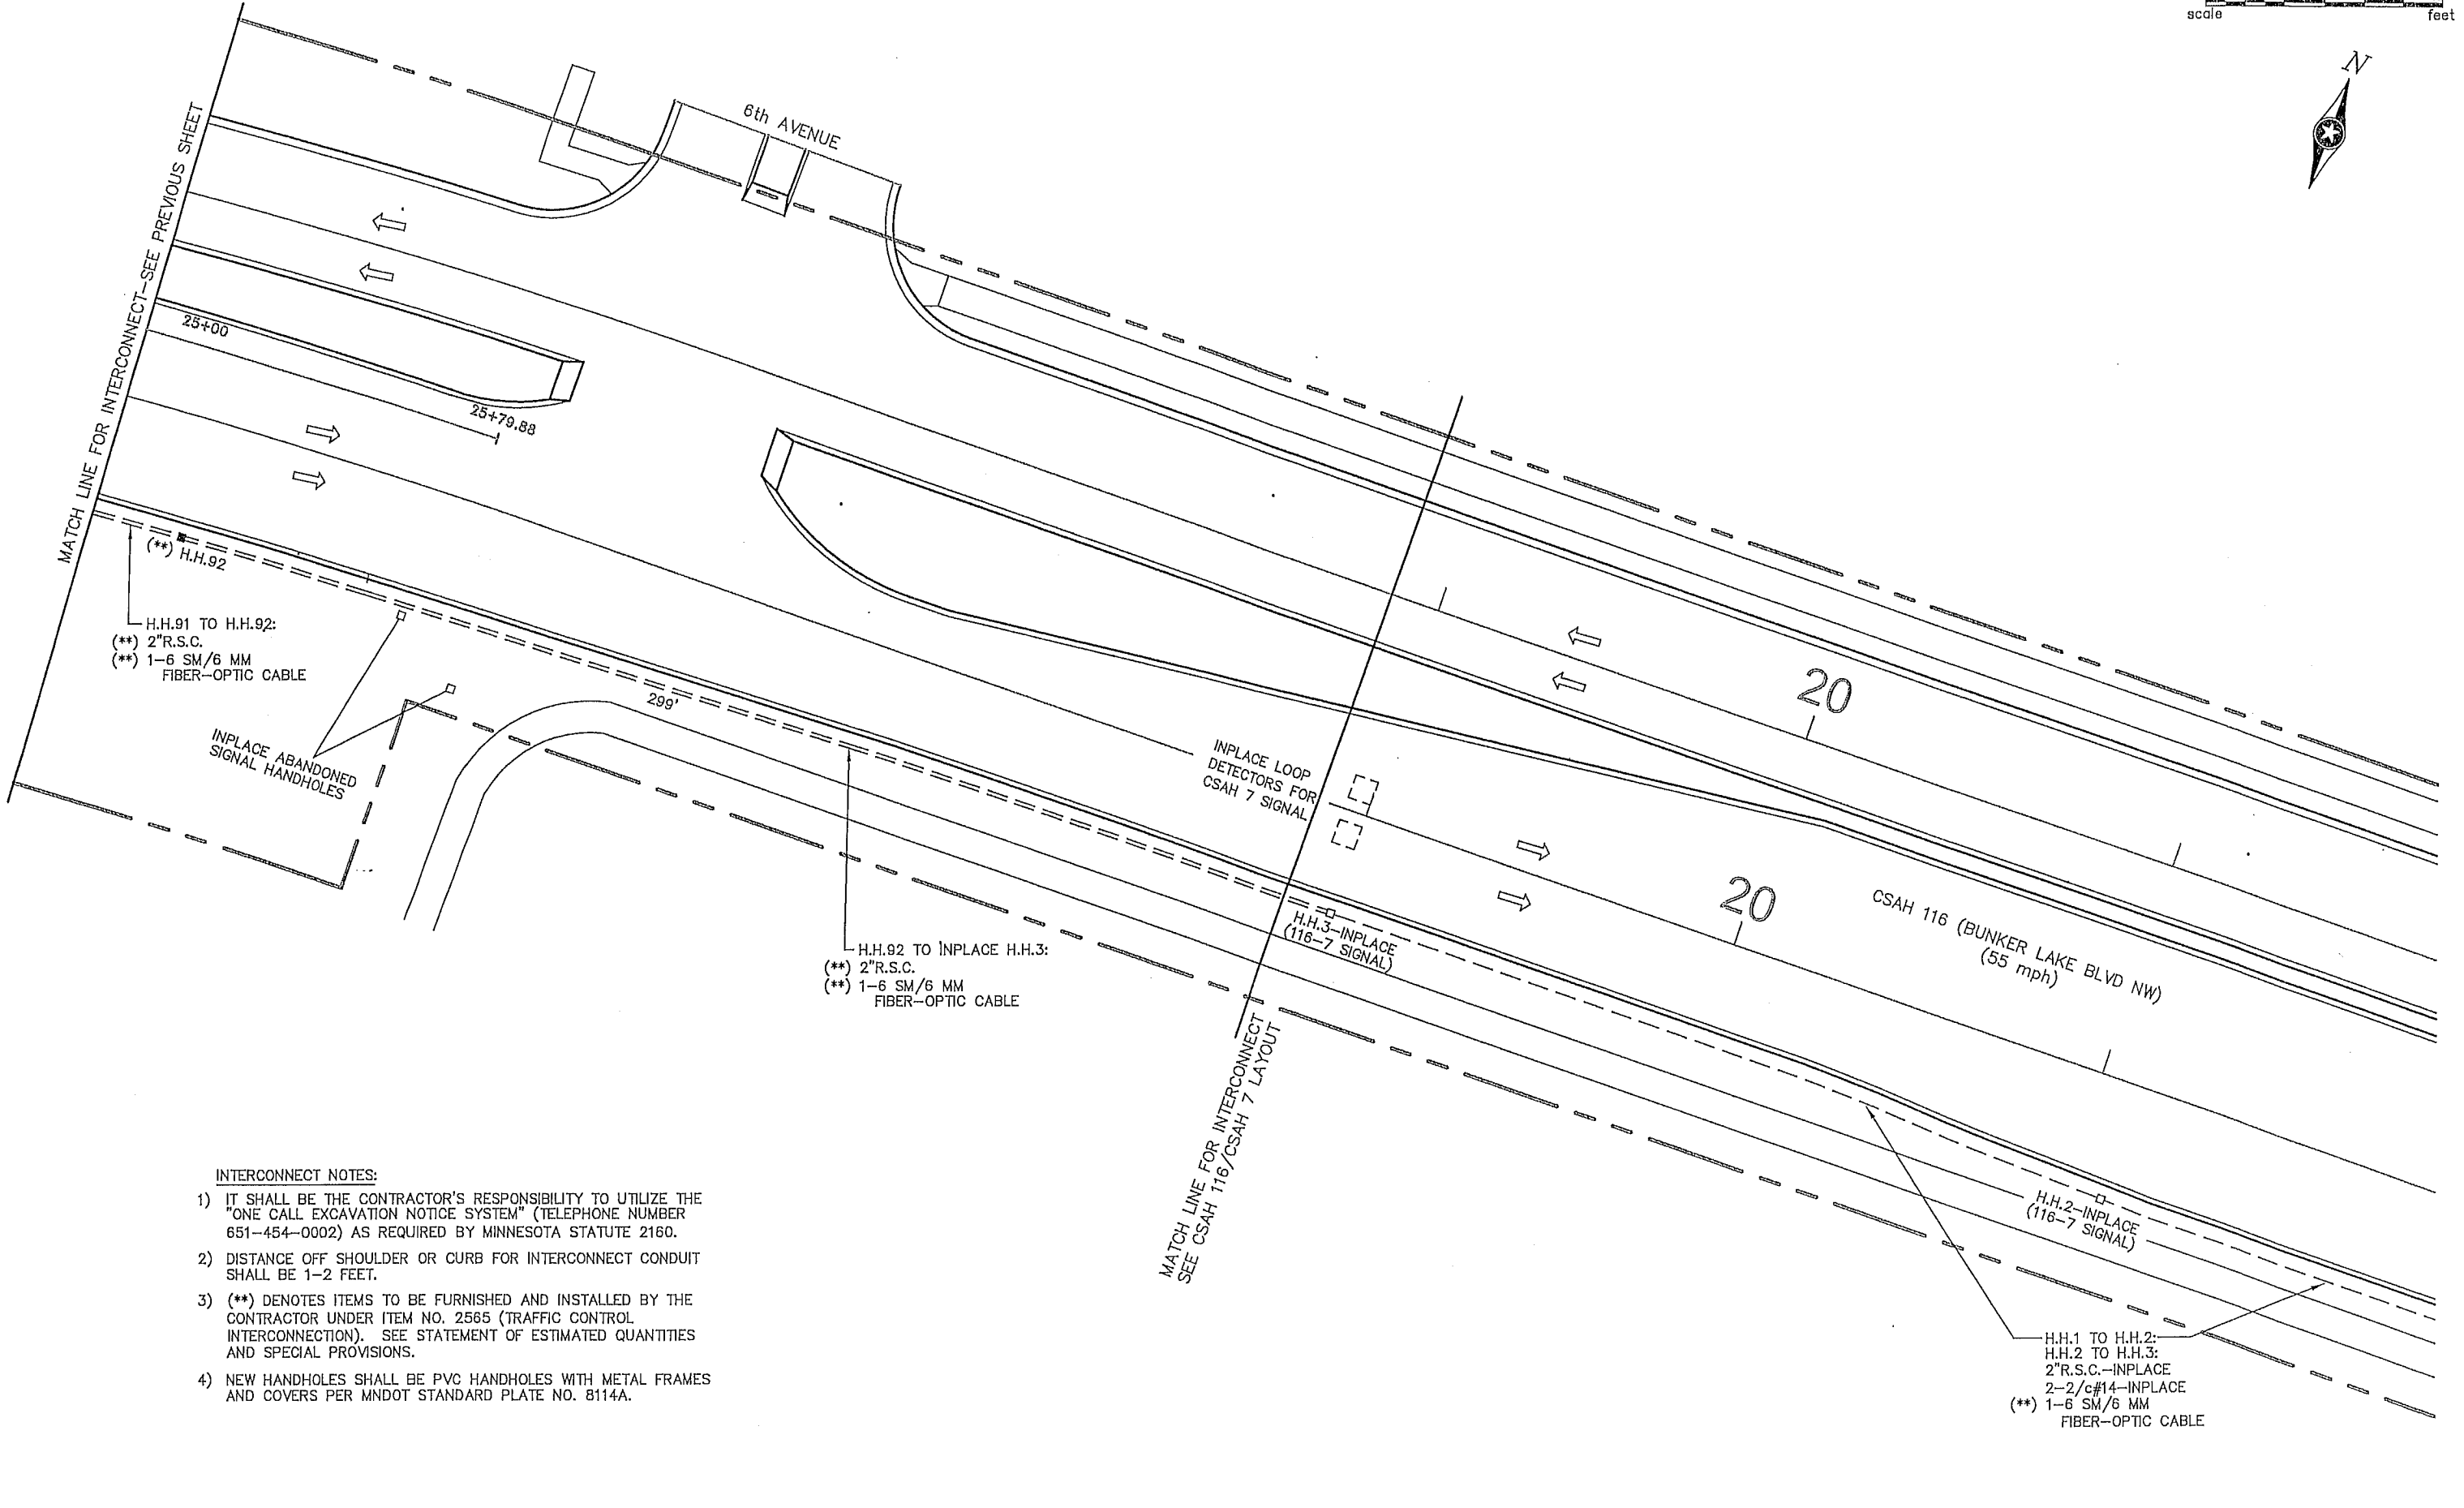 scale
feet
N
6th AVENUE
MATCH LINE FOR INTERCONNECT-SEE PREVIOUS SHEET
25+00
25+79.88
(**) H.H.92
H.H.91 TO H.H.92:
(**) 2"R.S.C.
(**) 1-6 SM/6 MM
FIBER-OPTIC CABLE
INPLACE ABANDONED
SIGNAL HANDHOLES
299'
INPLACE LOOP
DETECTORS FOR
CSAH 7 SIGNAL
20
20
CSAH 116 (BUNKER LAKE BLVD NW)
(55 mph)
H.H.3-INPLACE
(116-7 SIGNAL)
H.H.92 TO INPLACE H.H.3:
(**) 2"R.S.C.
(**) 1-6 SM/6 MM
FIBER-OPTIC CABLE
MATCH LINE FOR INTERCONNECT
SEE CSAH 116/CSAH 7 LAYOUT
H.H.2-INPLACE
(116-7 SIGNAL)
H.H.1 TO H.H.2:
H.H.2 TO H.H.3:
2"R.S.C.-INPLACE
2-2/c#14-INPLACE
(**) 1-6 SM/6 MM
FIBER-OPTIC CABLE
INTERCONNECT NOTES:
1) IT SHALL BE THE CONTRACTOR'S RESPONSIBILITY TO UTILIZE THE
"ONE CALL EXCAVATION NOTICE SYSTEM" (TELEPHONE NUMBER
651-454-0002) AS REQUIRED BY MINNESOTA STATUTE 216D.
2) DISTANCE OFF SHOULDER OR CURB FOR INTERCONNECT CONDUIT
SHALL BE 1-2 FEET.
3) (**) DENOTES ITEMS TO BE FURNISHED AND INSTALLED BY THE
CONTRACTOR UNDER ITEM NO. 2565 (TRAFFIC CONTROL
INTERCONNECTION). SEE STATEMENT OF ESTIMATED QUANTITIES
AND SPECIAL PROVISIONS.
4) NEW HANDHOLES SHALL BE PVC HANDHOLES WITH METAL FRAMES
AND COVERS PER MNDOT STANDARD PLATE NO. 8114A.